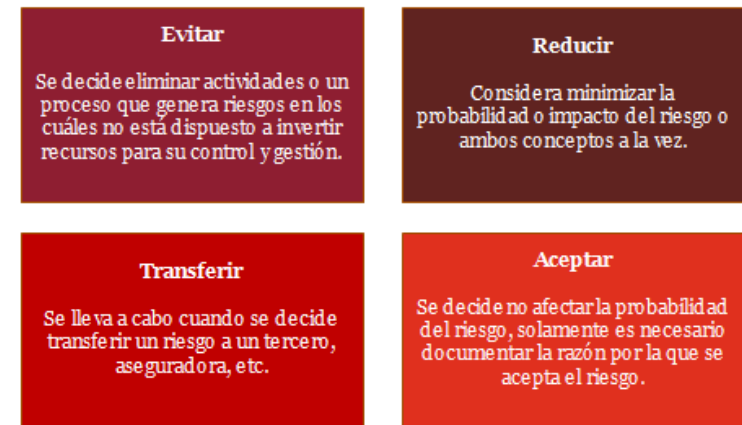 Evitar
Se decide eliminar actividades o un
proceso que genera riesgos en los
cuáles no está dispuesto a invertir
recursos para su control y gestión.
Reducir
Considera minimizar la
probabilidad o impacto del riesgo o
ambos conceptos a la vez.
Transferir
Se lleva a cabo cuando se decide
transferir un riesgo a un tercero,
aseguradora, etc.
Aceptar
Se decide no afectar la probabilidad
del riesgo, solamente es necesario
documentar la razón por la que se
acepta el riesgo.